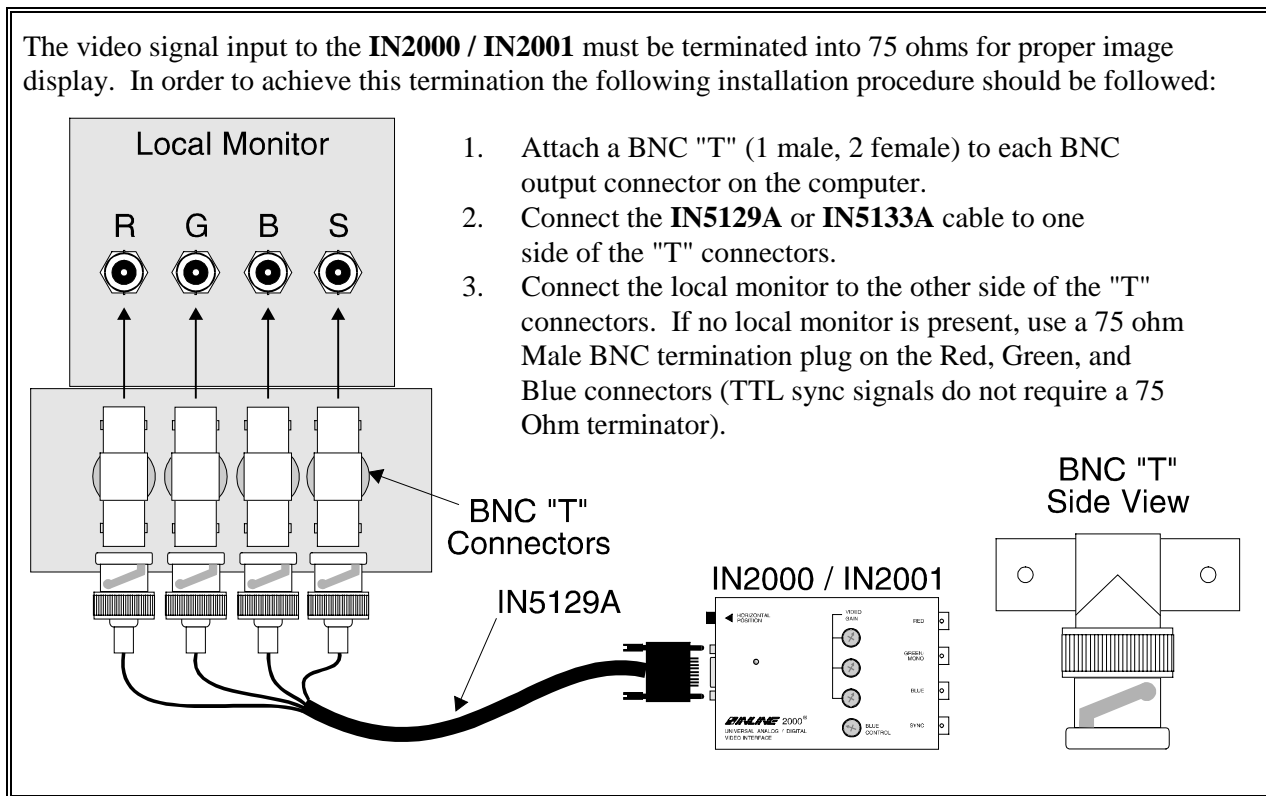 The video signal input to the IN2000 / IN2001 must be terminated into 75 ohms for proper image
display. In order to achieve this termination the following installation procedure should be followed:
Local Monitor
R G B S
1. Attach a BNC "T" (1 male, 2 female) to each BNC
output connector on the computer.
2. Connect the IN5129A or IN5133A cable to one
side of the "T" connectors.
3. Connect the local monitor to the other side of the "T"
connectors. If no local monitor is present, use a 75 ohm
Male BNC termination plug on the Red, Green, and
Blue connectors (TTL sync signals do not require a 75
Ohm terminator).
BNC "T"
Connectors
IN5129A
IN2000 / IN2001
HORIZONTAL
POSITION
VIDEO
GAIN
RED
GREEN/
MONO
BLUE
SYNC
BLUE
CONTROL
INLINE 2000®
UNIVERSAL ANALOG / DIGITAL
VIDEO INTERFACE
BNC "T"
Side View